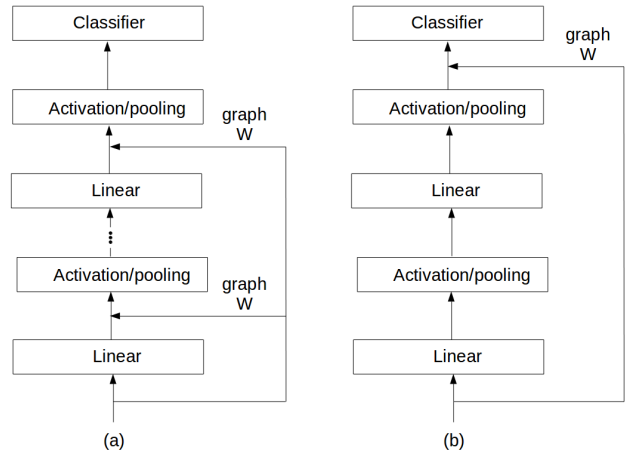 Classifier
Activation/pooling
graph
W
Linear
Activation/pooling
graph
W
Linear
(a)
Classifier
graph
W
Activation/pooling
Linear
Activation/pooling
Linear
(b)